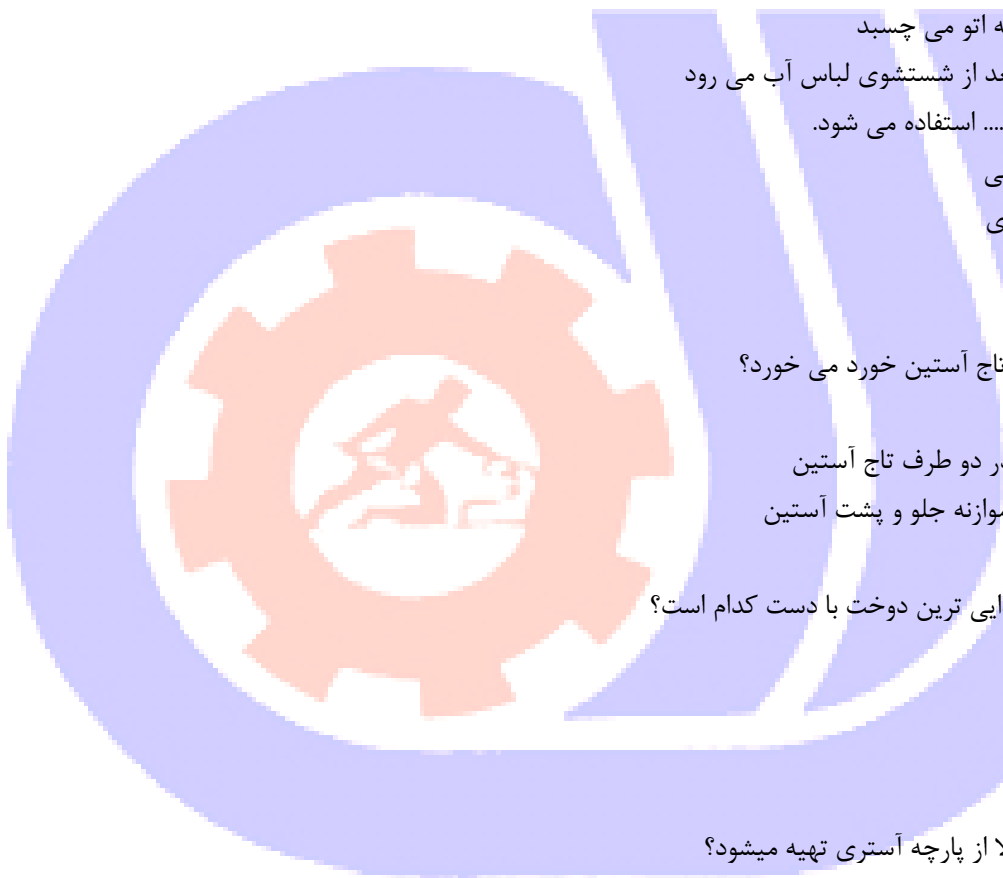 ه اتو می چسبد
عد از شستشوی لباس آب می رود
.... استفاده می شود.
ی
ی
تاج آستین خورد می خورد؟
ر دو طرف تاج آستین
موازنه جلو و پشت آستین
ایی ترین دوخت با دست کدام است؟
لا از پارچه آستری تهیه میشود؟